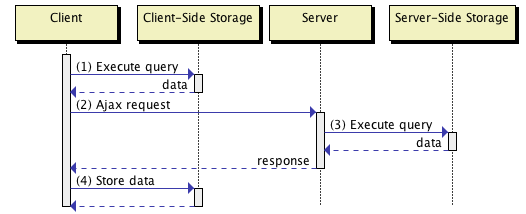 Client
Client-Side Storage
Server
Server-Side Storage
(1) Execute query
data
(2) Ajax request
(3) Execute query
data
response
(4) Store data